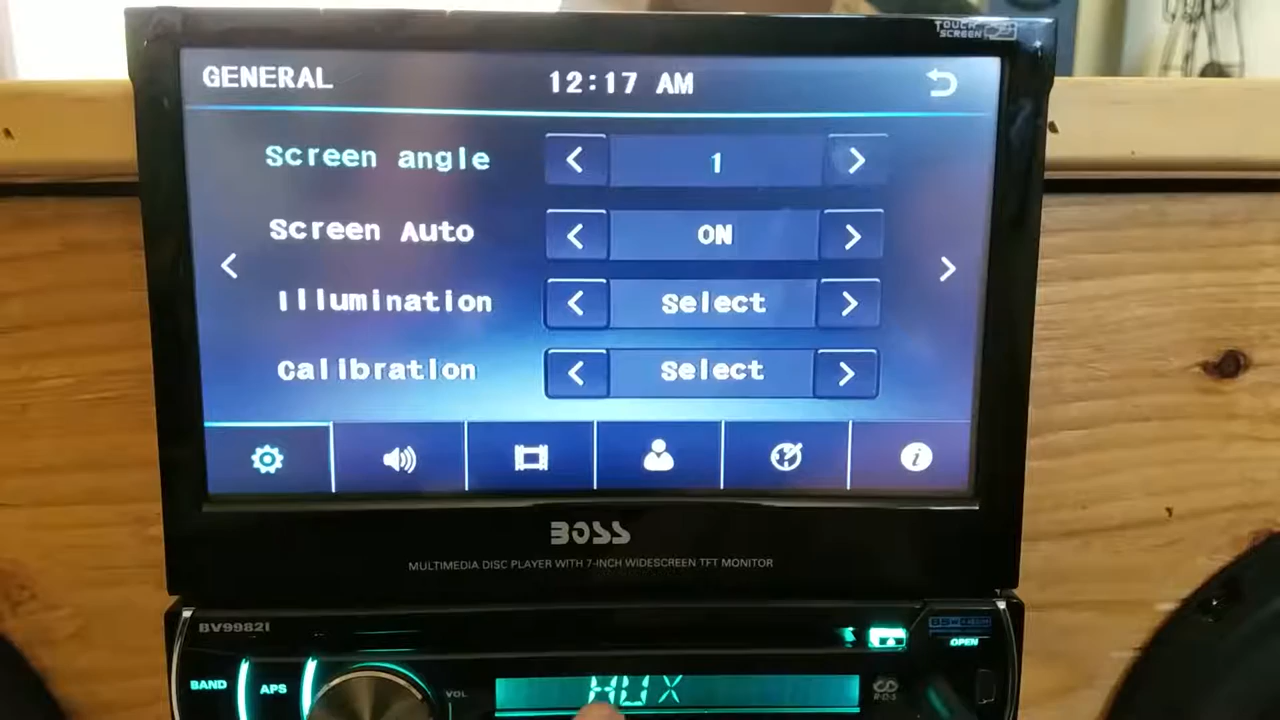 TOUCH
SCREEN
GENERAL 12:17 AM
Screen angle 1
Screen Auto ON
Illumination Select
Calibration Select
BOSS
MULTIMEDIA DISC PLAYER WITH 7-INCH WIDESCREEN TFT MONITOR
BV9982I
OPEN
BAND APS VOL AUX